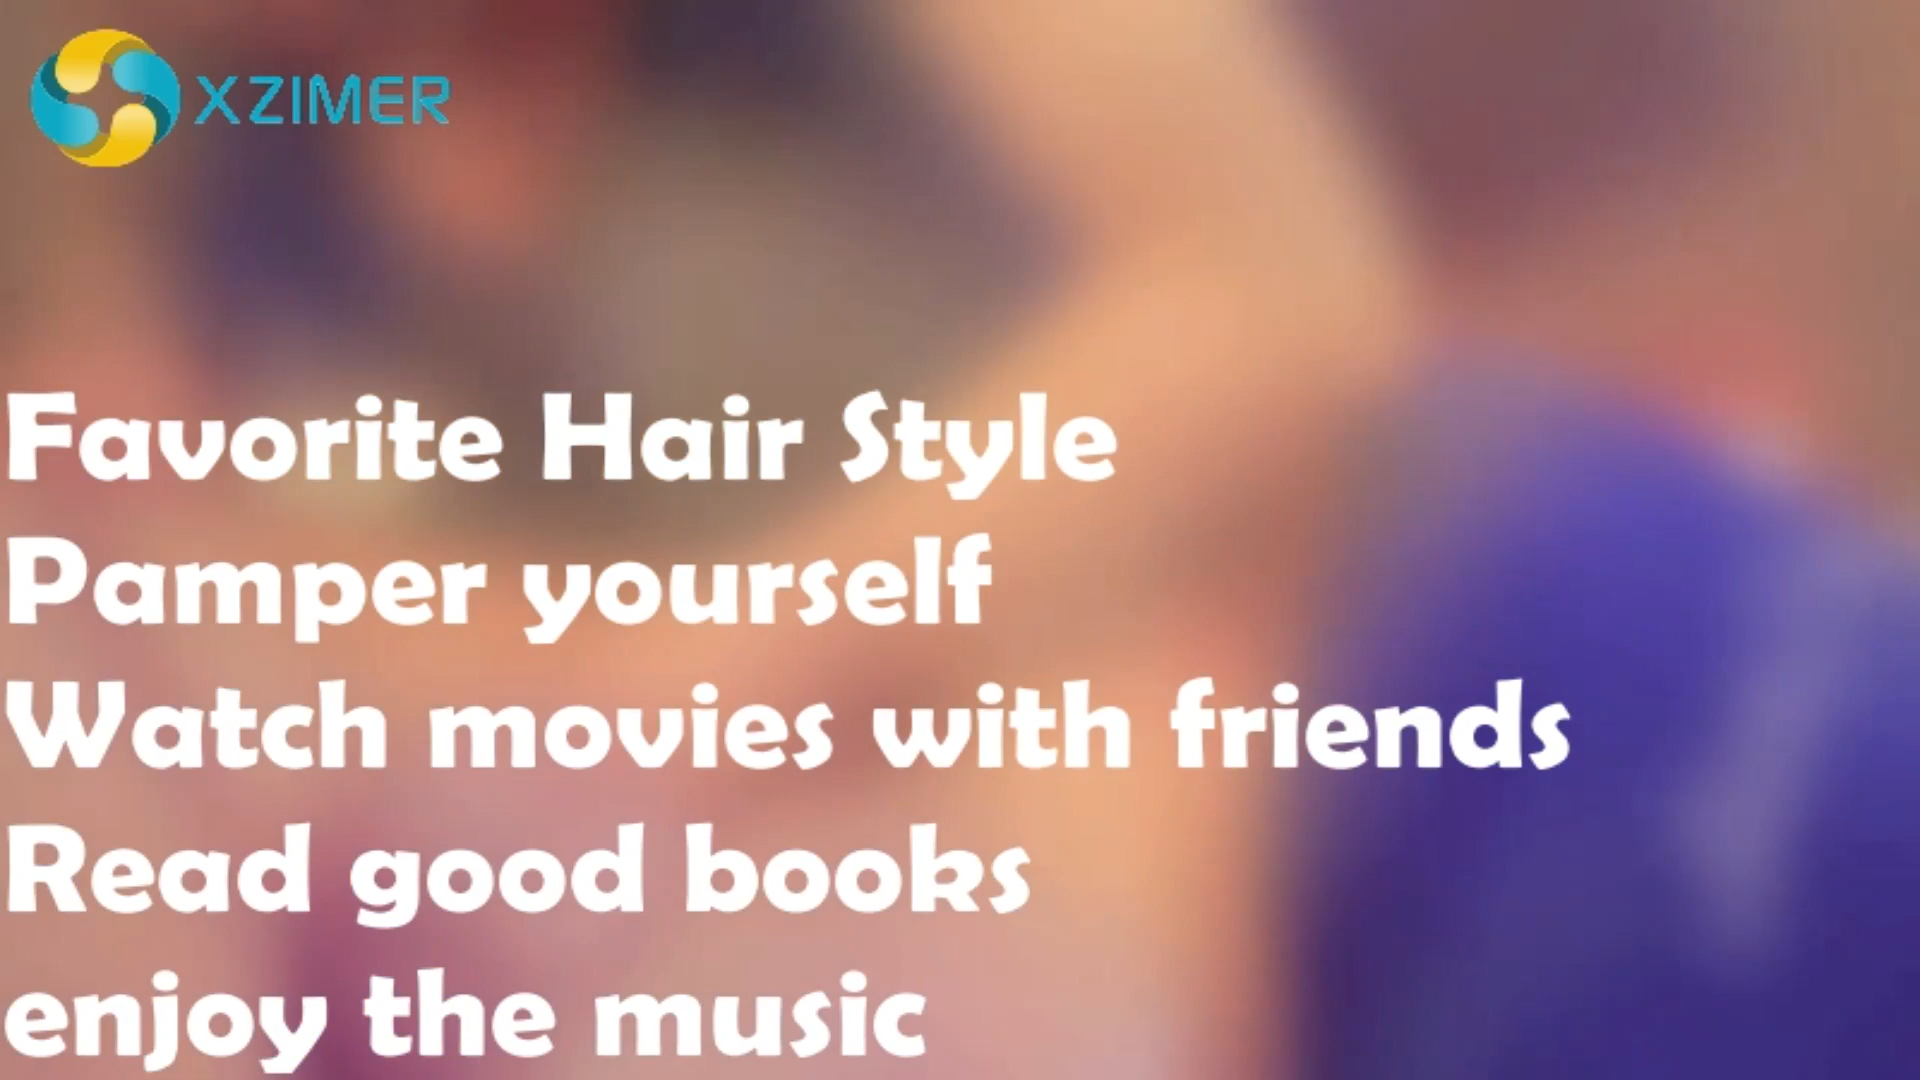 XZIMER
Favorite Hair Style
Pamper yourself
Watch movies with friends
Read good books
enjoy the music